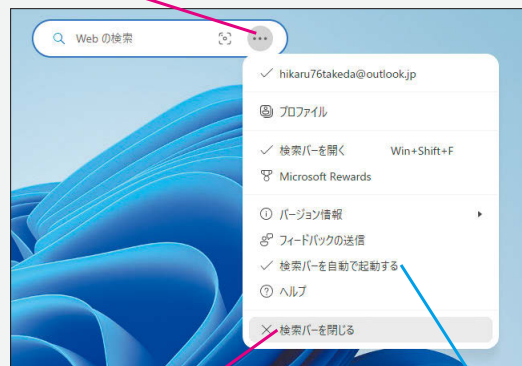 Web の検索
hikaru76takeda@outlook.jp
プロファイル
検索バーを開く Win+Shift+F
Microsoft Rewards
バージョン情報
フィードバックの送信
検索バーを自動で起動する
ヘルプ
検索バーを閉じる